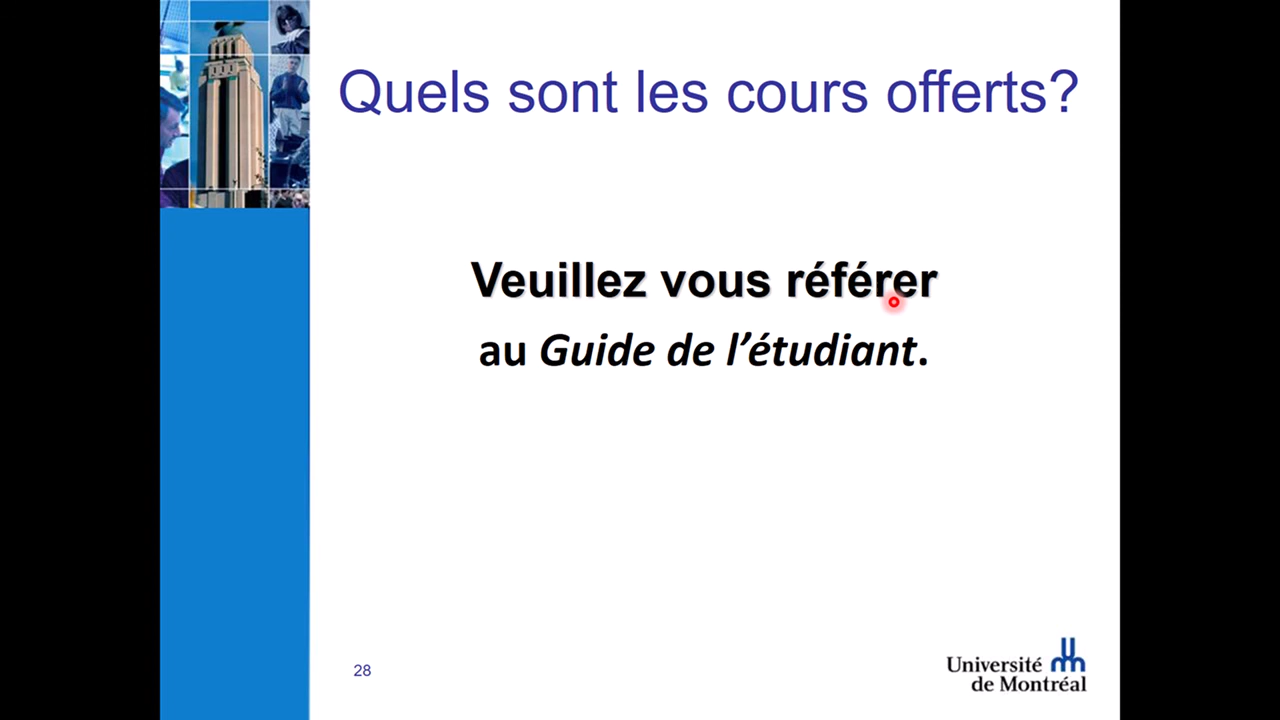 Quels sont les cours offerts?
Veuillez vous référer
au Guide de l’étudiant.
28
Université
de Montréal